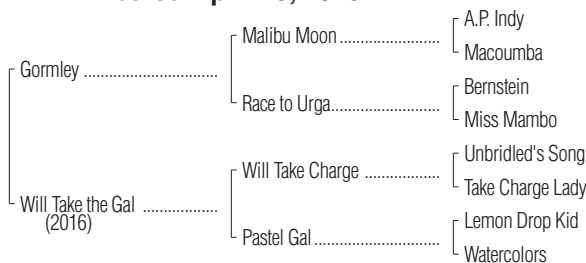 A.P. Indy
Malibu Moon
Macoumba
Gormley
Bernstein
Race to Urga
Miss Mambo
Unbridled's Song
Will Take Charge
Take Charge Lady
Will Take the Gal
(2016)
Lemon Drop Kid
Pastel Gal
Watercolors